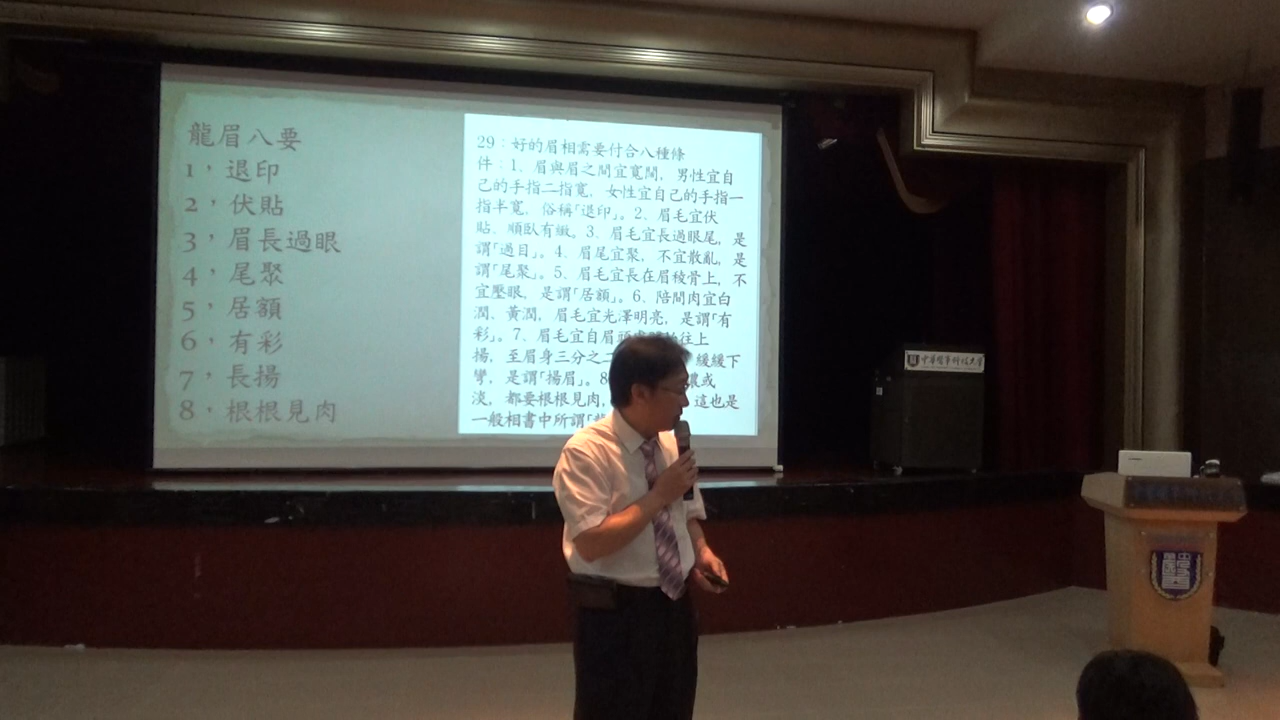 龍眉八要
1，退印
2，伏貼
3，眉長過眼
4，尾聚
5，居額
6，有彩
7，長揚
8，根根見肉
29：好的眉相需要付合八種條
件：1、眉與眉之間宜寬闊，男性宜自
己的手指二指寬，女性宜自己的手指一
指半寬，俗稱「退印」。2、眉毛宜伏
貼、順臥有緻。3、眉毛宜長過眼尾，是
謂「過目」。4、眉尾宜聚，不宜散亂，是
謂「尾聚」。5、眉毛宜長在眉稜骨上，不
宜壓眼，是謂「居額」。6、陪間肉宜白
潤、黃潤，眉毛宜光澤明亮，是謂「有
彩」。7、眉毛宜自眉頭 往上
揚，至眉身三分之二 緩緩下
彎，是謂「揚眉」。8 濃或
淡，都要根根見肉， 這也是
一般相書中所謂「
中華醫事科技大學